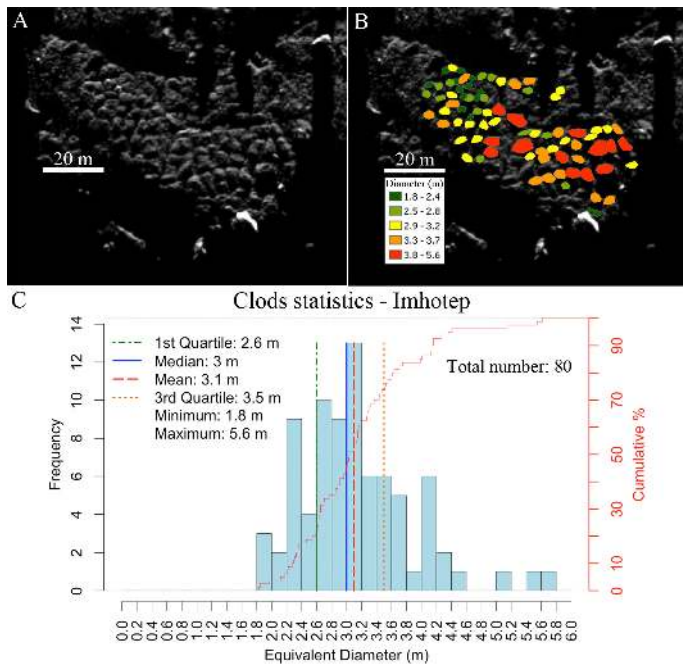 A
B
20 m
20 m
Diameter (m)
1.8 - 2.4
2.5 - 2.8
2.9 - 3.2
3.3 - 3.7
3.8 - 5.6
C
Clods statistics - Imhotep
1st Quartile: 2.6 m
Median: 3 m
Mean: 3.1 m
3rd Quartile: 3.5 m
Minimum: 1.8 m
Maximum: 5.6 m
Total number: 80
Frequency
14
12
10
8
6
4
2
0
Cumulative %
90
70
50
30
10
0
0.0 0.2 0.4 0.6 0.8 1.0 1.2 1.4 1.6 1.8 2.0 2.2 2.4 2.6 2.8 3.0 3.2 3.4 3.6 3.8 4.0 4.2 4.4 4.6 4.8 5.0 5.2 5.4 5.6 5.8 6.0
Equivalent Diameter (m)